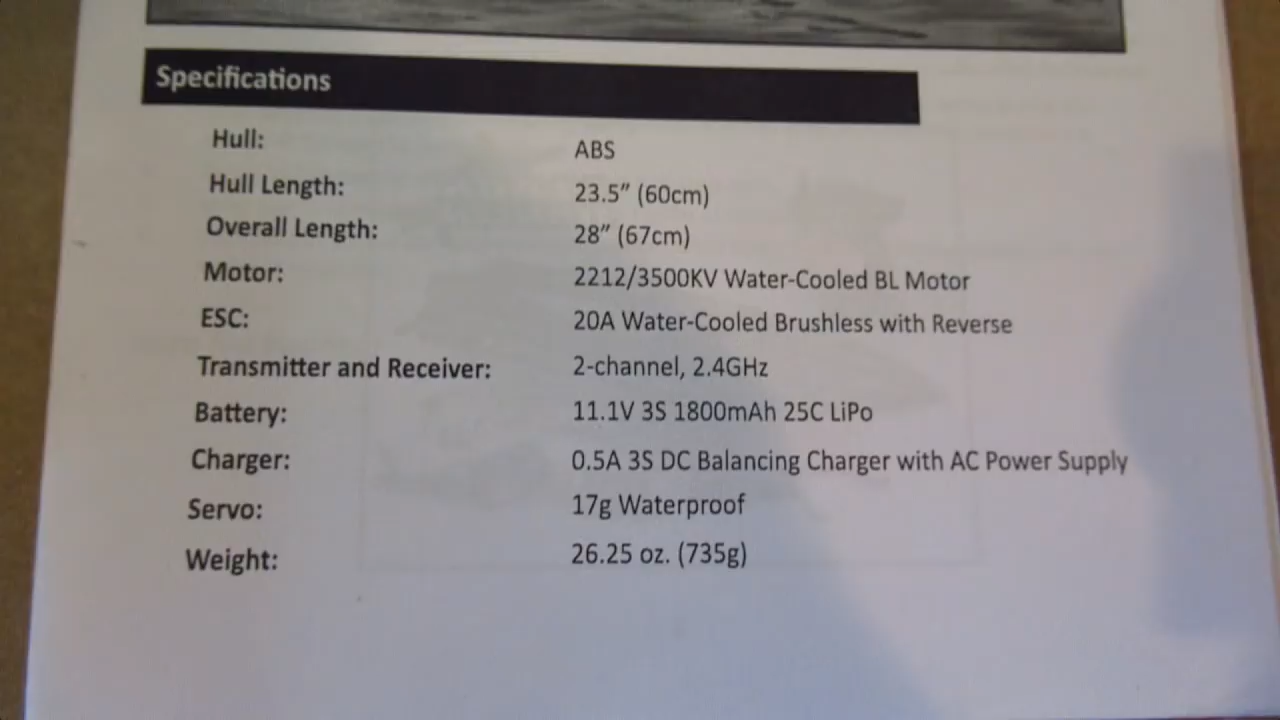 Specifications
Hull: ABS
Hull Length: 23.5” (60cm)
Overall Length: 28” (67cm)
Motor: 2212/3500KV Water-Cooled BL Motor
ESC: 20A Water-Cooled Brushless with Reverse
Transmitter and Receiver: 2-channel, 2.4GHz
Battery: 11.1V 3S 1800mAh 25C LiPo
Charger: 0.5A 3S DC Balancing Charger with AC Power Supply
Servo: 17g Waterproof
Weight: 26.25 oz. (735g)